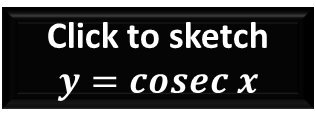 Click to sketch
y = cosec x